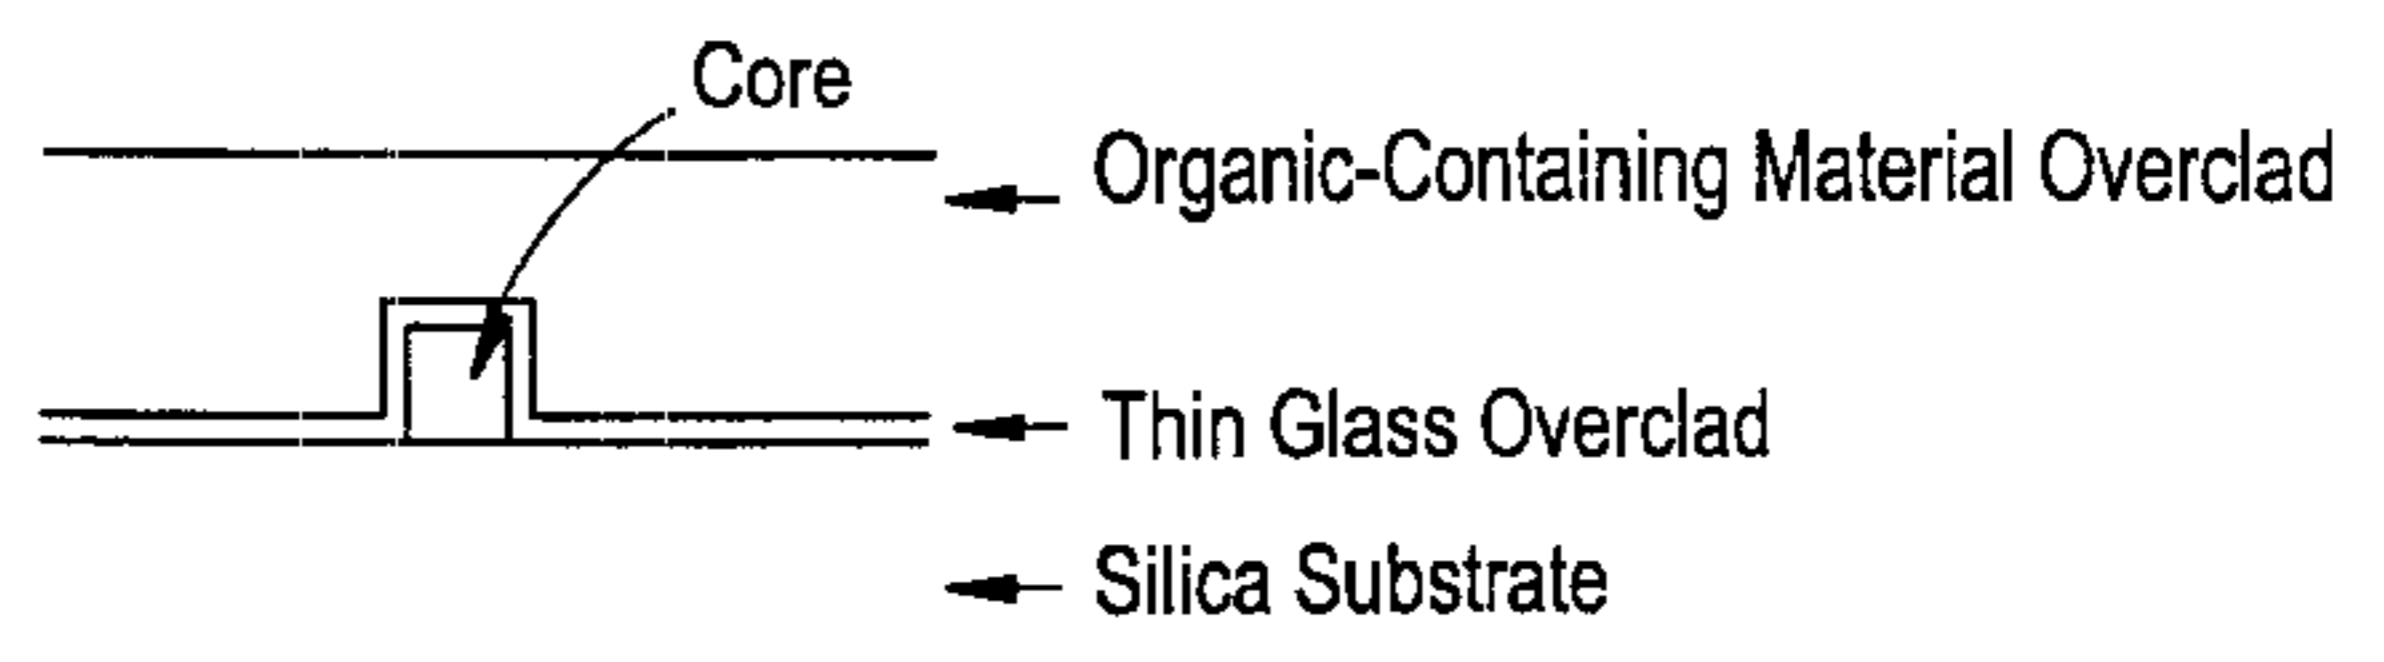 Core
Organic-Containing Material Overclad
Thin Glass Overclad
Silica Substrate